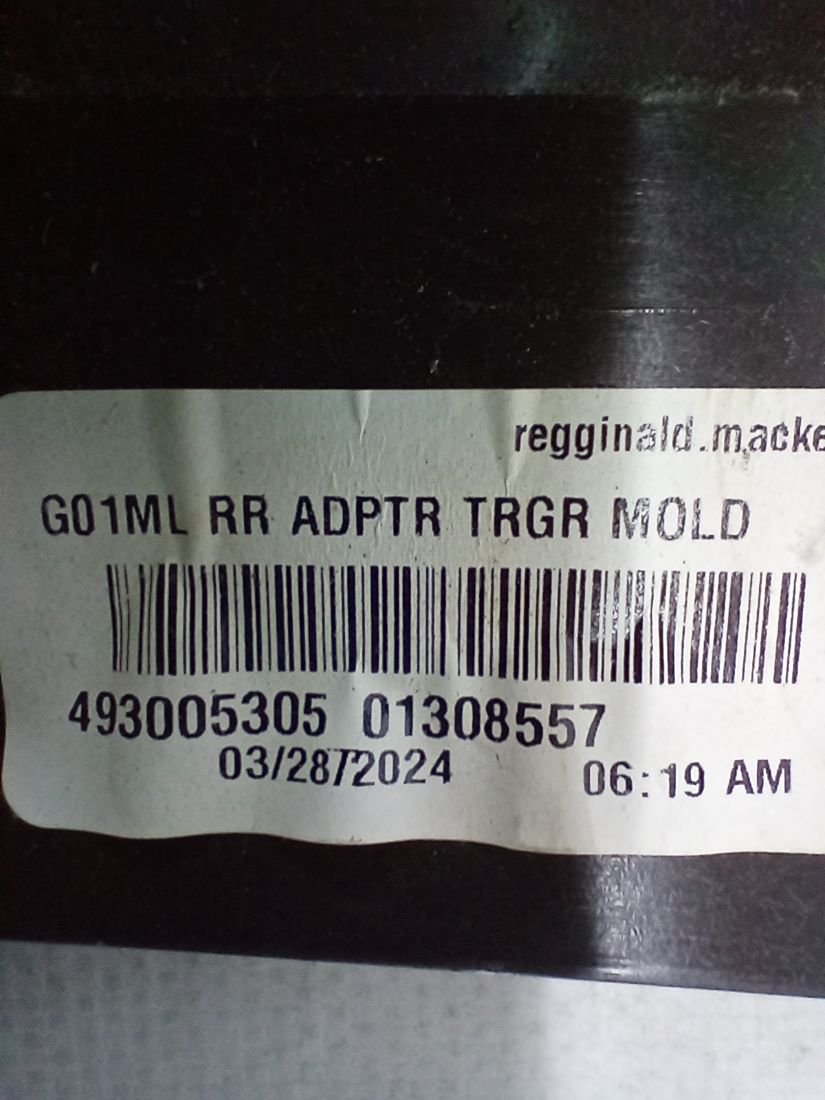 regginald.macke
G01ML RR ADPTR TRGR MOLD
493005305 01308557
03/28/2024 06:19 AM